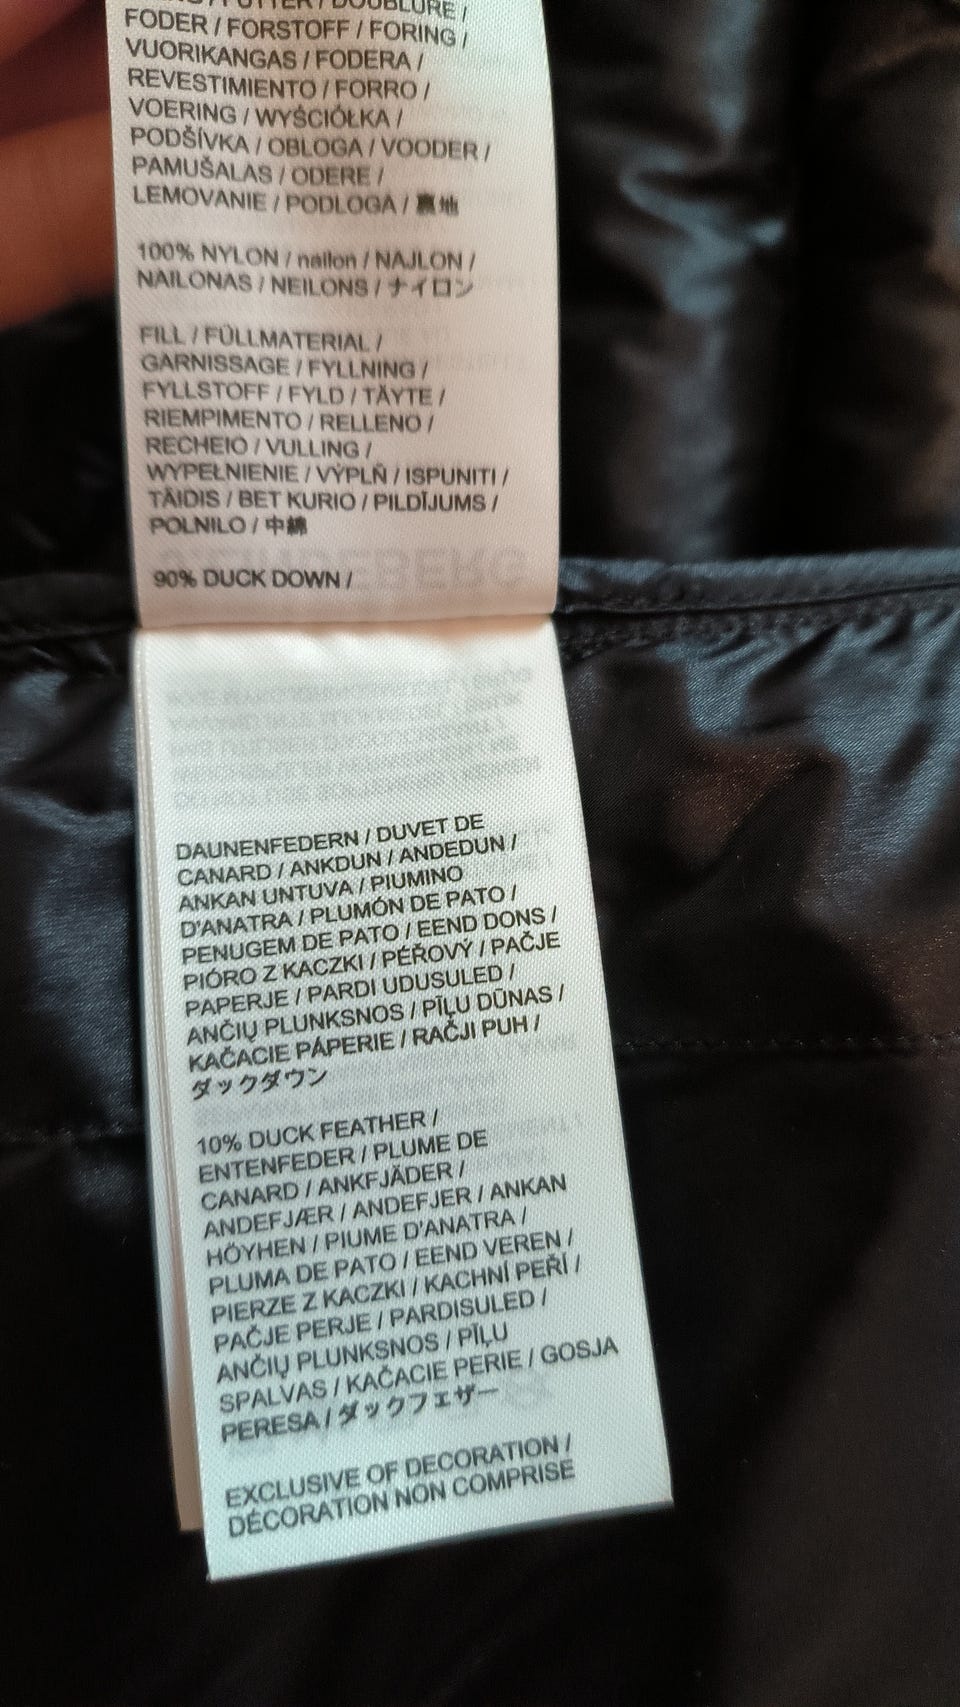 FUTTER / DOUBLURE /
FODER / FORSTOFF / FORING /
VUORIKANGAS / FODERA /
REVESTIMIENTO / FORRO /
VOERING / WYŚCIÓŁKA /
PODŠÍVKA / OBLOGA / VOODER /
PAMUŠALAS / ODERE /
LEMOVANIE / PODLOGA / 裏地
100% NYLON / nailon / NAJLON /
NAILONAS / NEILONS / ナイロン
FILL / FÜLLMATERIAL /
GARNISSAGE / FYLLNING /
FYLLSTOFF / FYLD / TÄYTE /
RIEMPIMENTO / RELLENO /
RECHEIO / VULLING /
WYPEŁNIENIE / VÝPLŇ / ISPUNITI /
TÄIDIS / BET KURIO / PILDĪJUMS /
POLNILO / 中綿
90% DUCK DOWN /
DAUNENFEDERN / DUVET DE
CANARD / ANKDUN / ANDEDUN /
ANKAN UNTUVA / PIUMINO
D'ANATRA / PLUMÓN DE PATO /
PENUGEM DE PATO / EEND DONS /
PIÓRO Z KACZKI / PÉŘOVÝ / PAČJE
PAPERJE / PARDI UDUSULED /
ANČIŲ PLUNKSNOS / PĪĻU DŪNAS /
KAČACIE PÁPERIE / RAČJI PUH /
ダックダウン
10% DUCK FEATHER /
ENTENFEDER / PLUME DE
CANARD / ANKFJÄDER /
ANDEFJÆR / ANDEFJER / ANKAN
HÖYHEN / PIUME D'ANATRA /
PLUMA DE PATO / EEND VEREN /
PIERZE Z KACZKI / KACHNÍ PEŘÍ /
PAČJE PERJE / PARDISULED /
ANČIŲ PLUNKSNOS / PĪĻU
SPALVAS / KAČACIE PERIE / GOSJA
PERESA / ダックフェザー
EXCLUSIVE OF DECORATION /
DÉCORATION NON COMPRISE